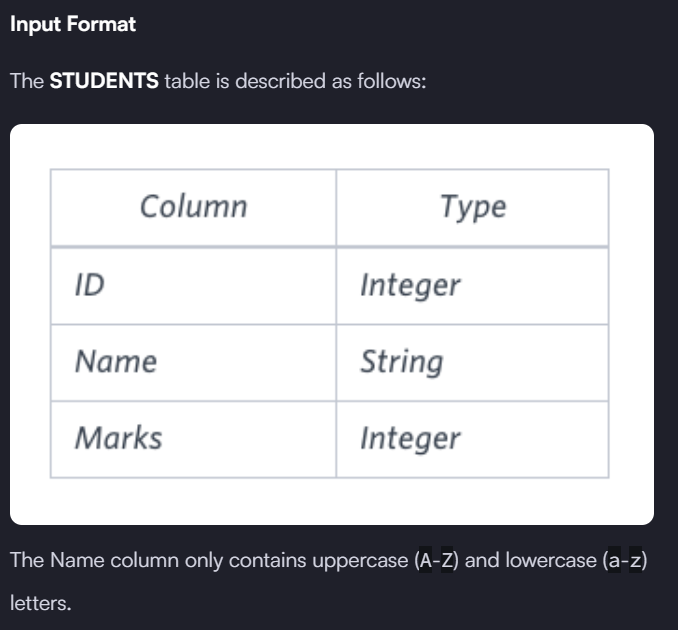 Input Format
The STUDENTS table is described as follows:
Column Type
ID Integer
Name String
Marks Integer
The Name column only contains uppercase (A-Z) and lowercase (a-z)
letters.